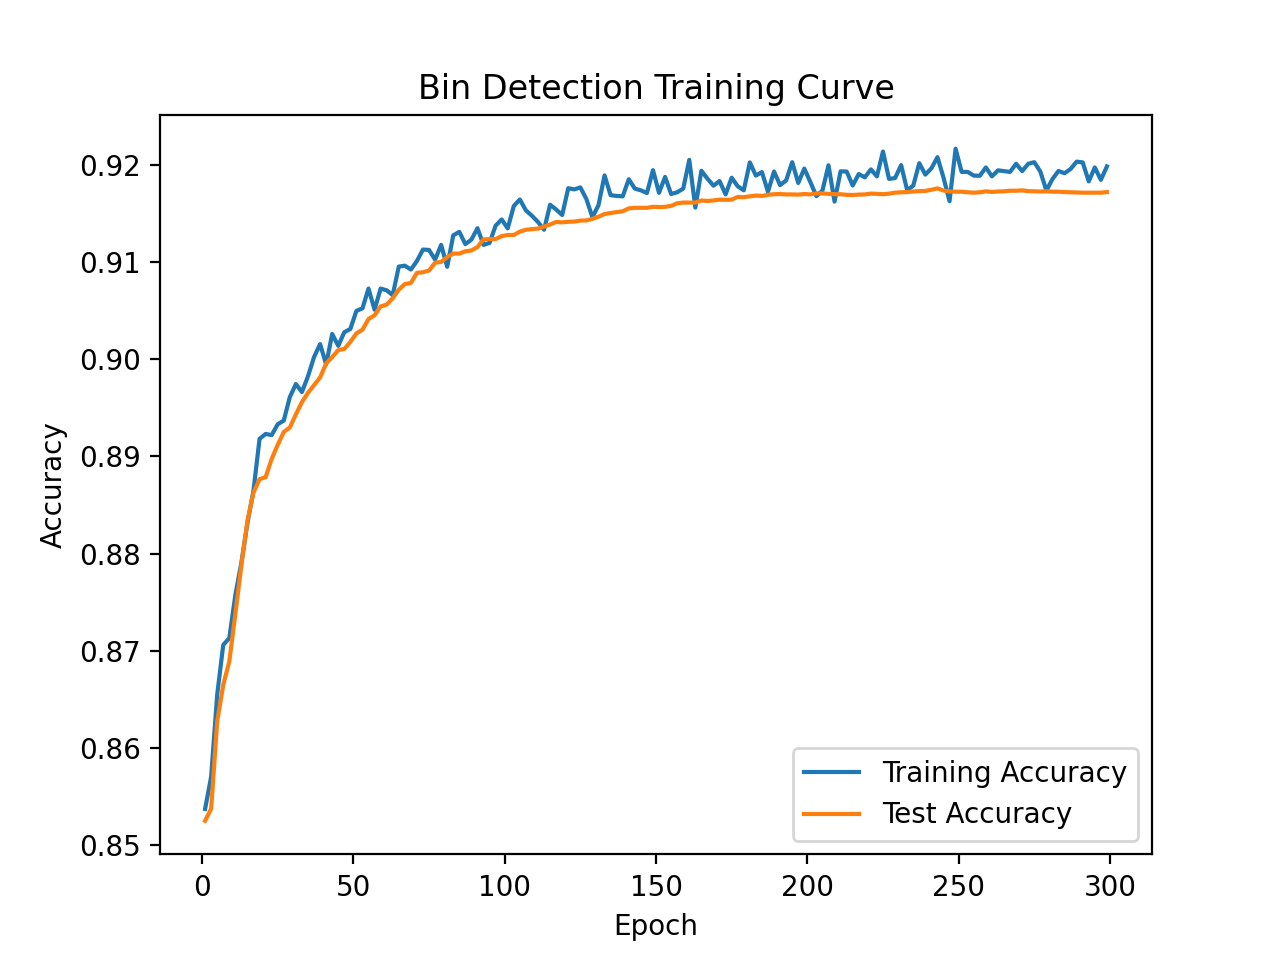 Bin Detection Training Curve
0.92
0.91
0.90
0.89
0.88
0.87
0.86
0.85
Accuracy
Training Accuracy
Test Accuracy
0 50 100 150 200 250 300
Epoch